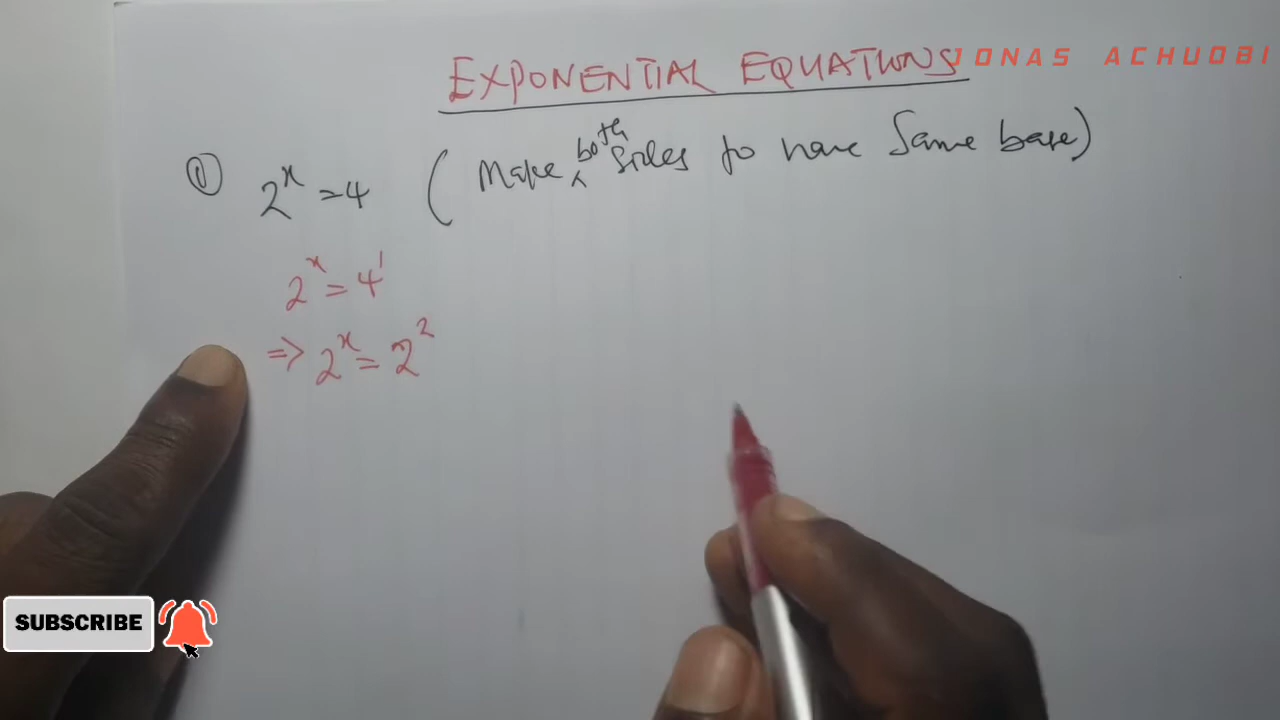 EXPONENTIAL EQUATIONS
JONAS ACHUOBI
① 2^x = 4 (Make both sides to have Same base)
2^x = 4^1
=> 2^x = 2^2
SUBSCRIBE